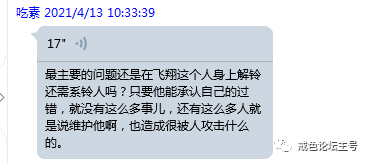 吃素 2021/4/13 10:33:39
17"
最主要的问题还是在飞翔这个人身上解铃
还需系铃人吗？只要他能承认自己的过
错，就没有这么多事儿，还有这么多人就
是说维护他啊，也造成很被人攻击什么
的。
戒色论坛主号